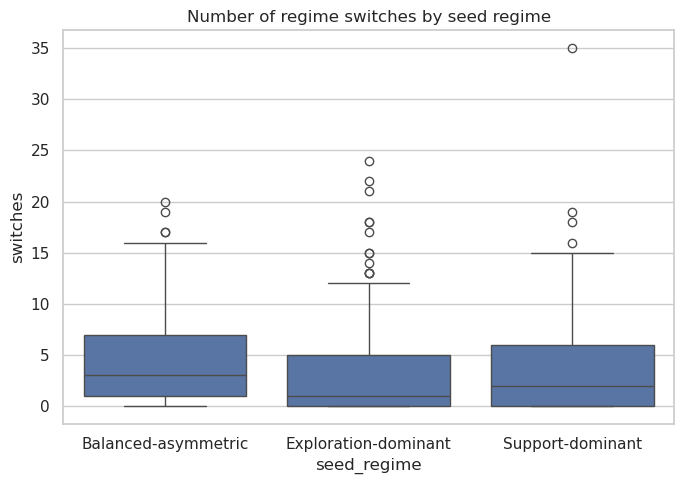 Number of regime switches by seed regime
35
30
25
20
15
10
5
0
switches
Balanced-asymmetric Exploration-dominant Support-dominant
seed_regime